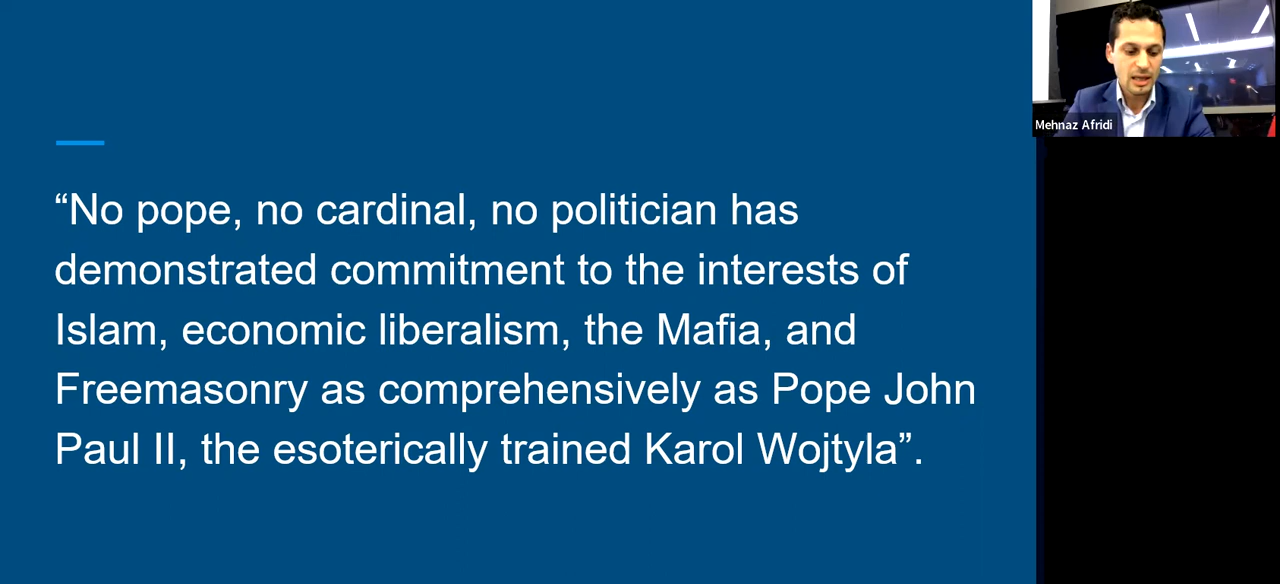 “No pope, no cardinal, no politician has
demonstrated commitment to the interests of
Islam, economic liberalism, the Mafia, and
Freemasonry as comprehensively as Pope John
Paul II, the esoterically trained Karol Wojtyla”.
Mehnaz Afridi